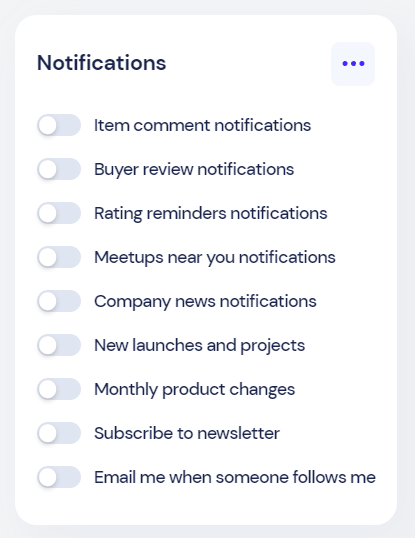 Notifications
Item comment notifications
Buyer review notifications
Rating reminders notifications
Meetups near you notifications
Company news notifications
New launches and projects
Monthly product changes
Subscribe to newsletter
Email me when someone follows me